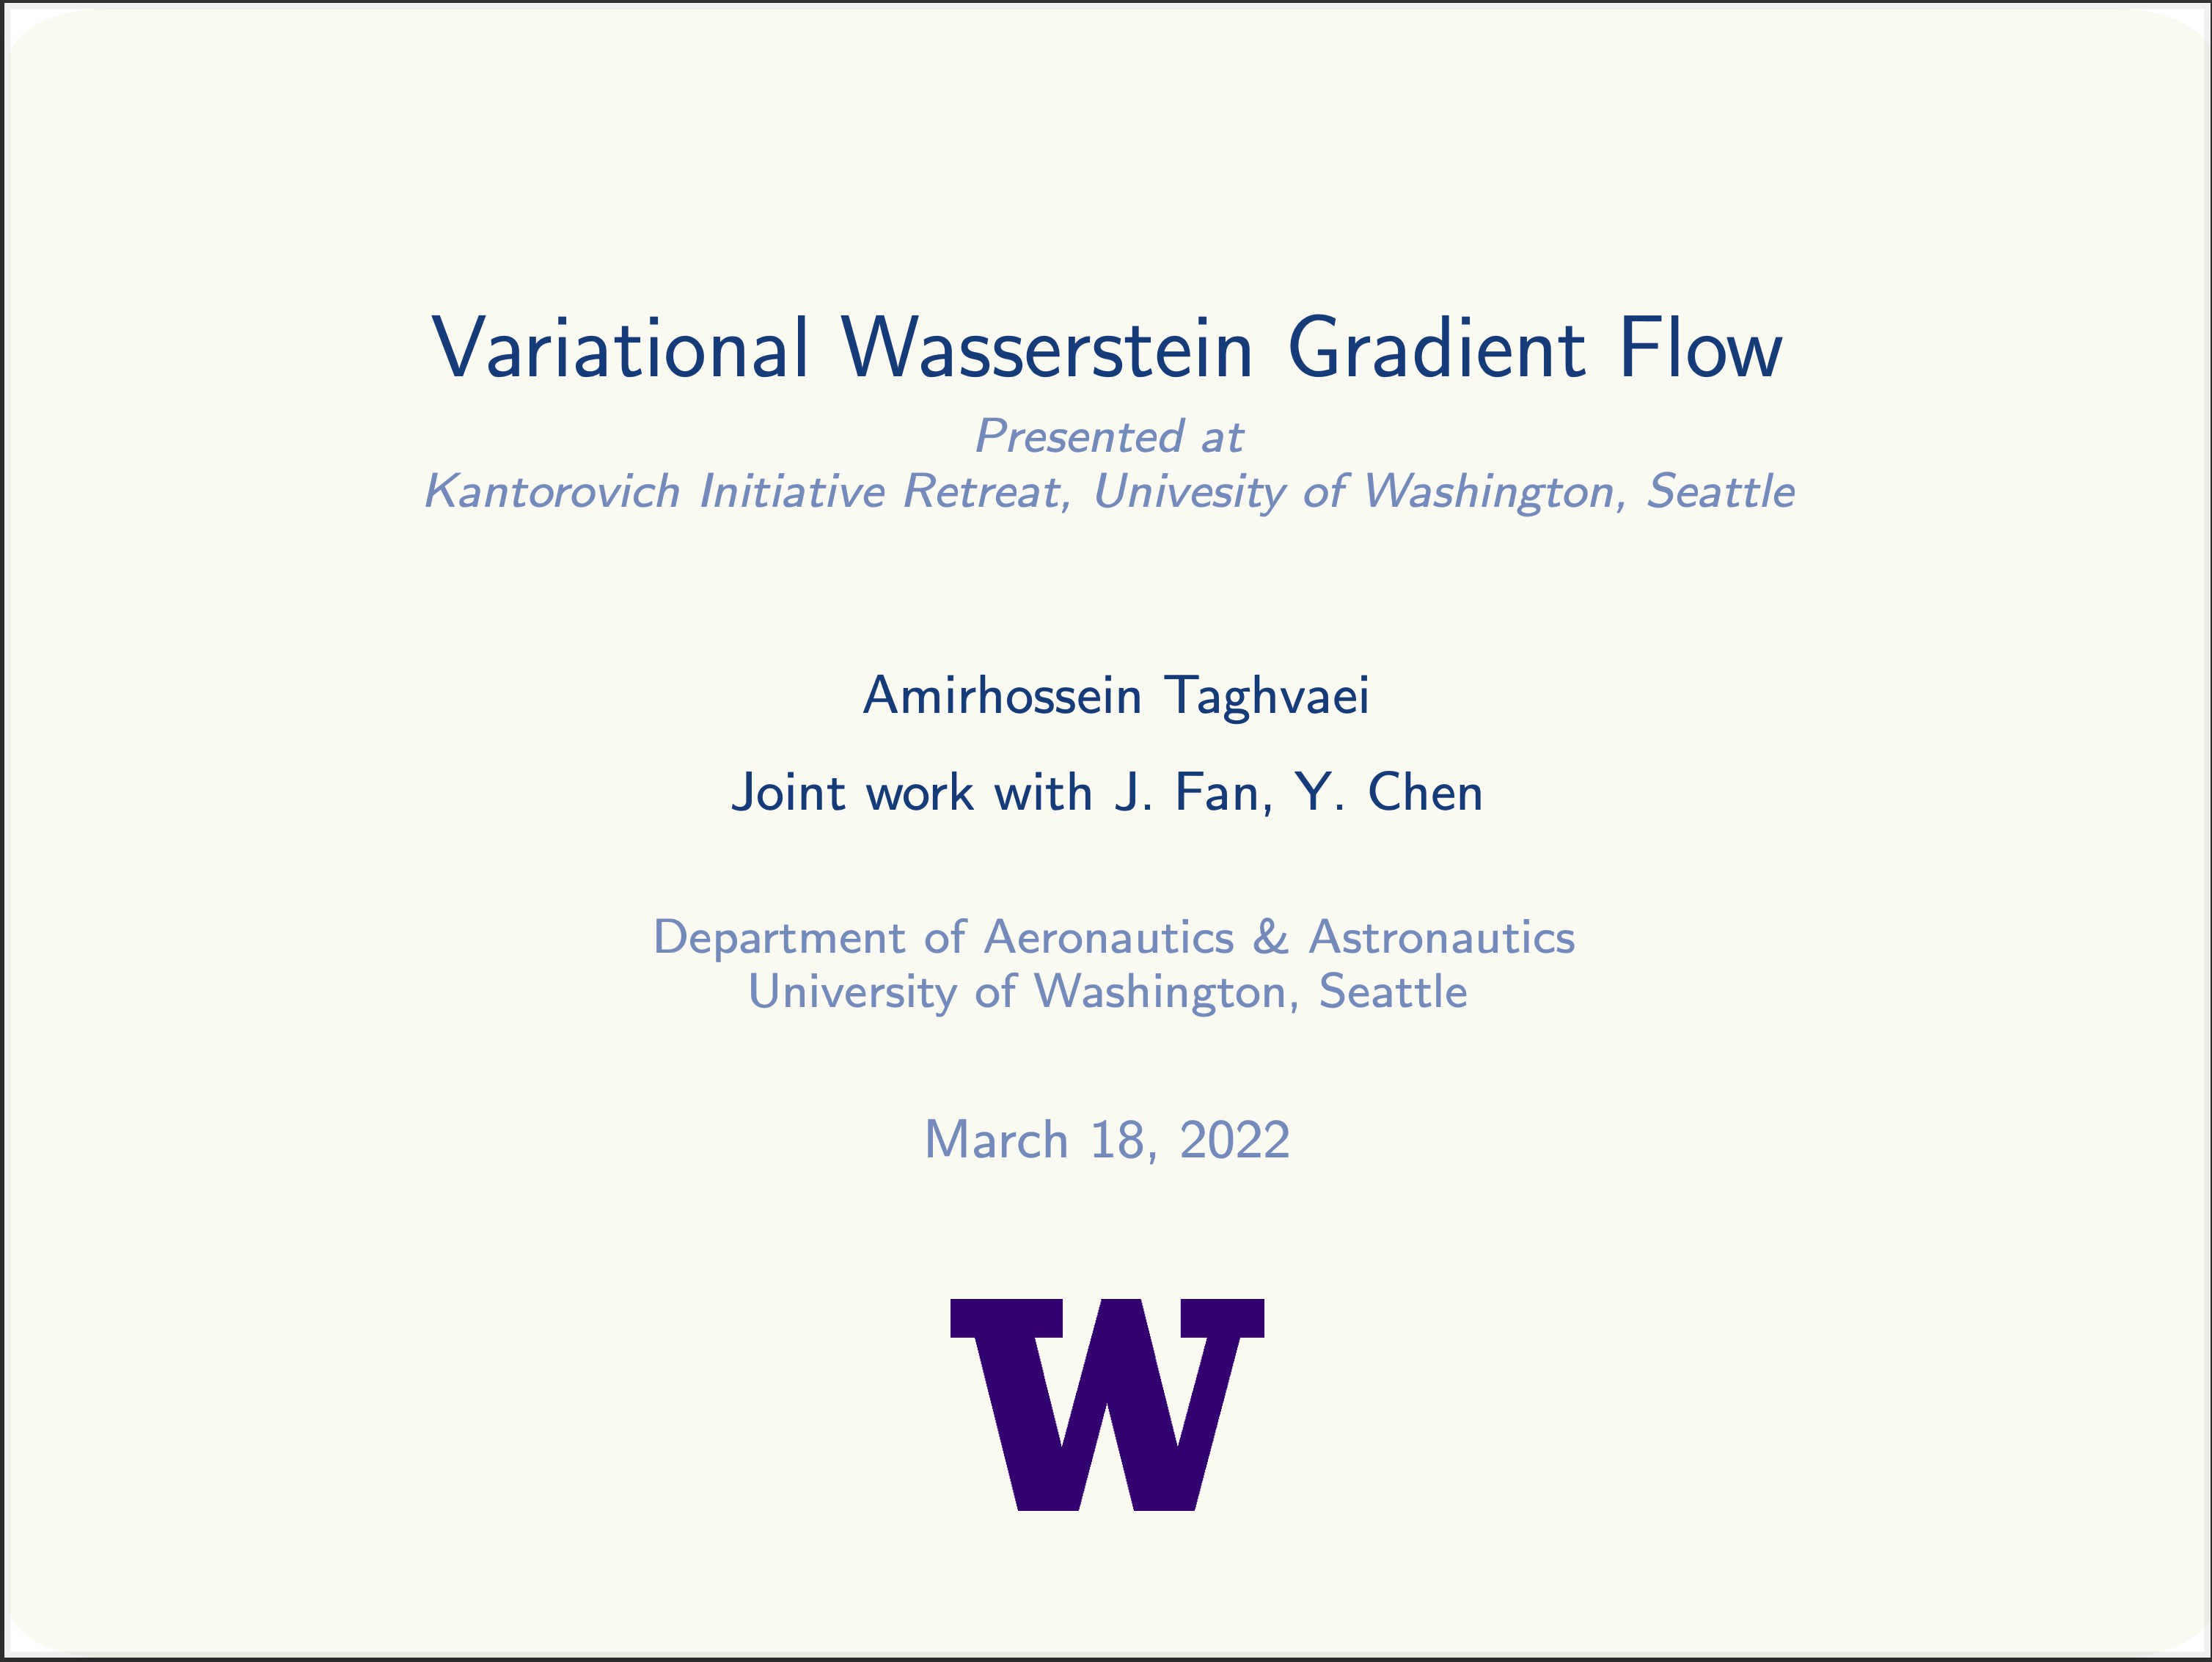 Variational Wasserstein Gradient Flow
Presented at
Kantorovich Initiative Retreat, Univesity of Washington, Seattle
Amirhossein Taghvaei
Joint work with J. Fan, Y. Chen
Department of Aeronautics & Astronautics
University of Washington, Seattle
March 18, 2022
W